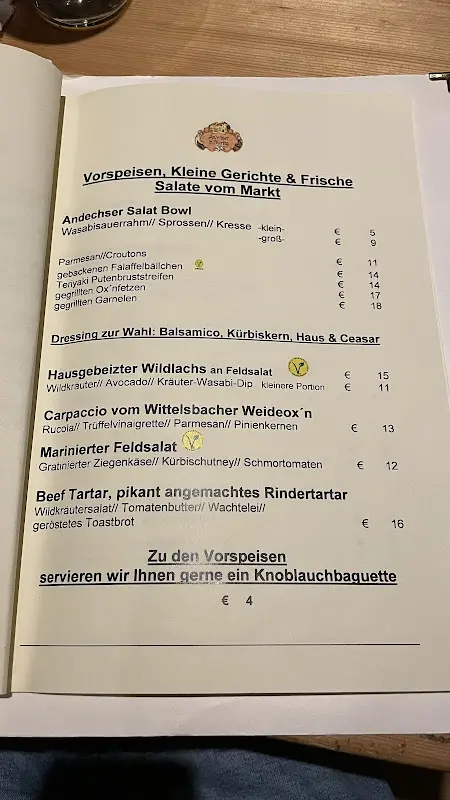 Vorspeisen, Kleine Gerichte & Frische
Salate vom Markt
Andechser Salat Bowl
Wasabisauerrahm// Sprossen// Kresse -klein- € 5
-groß- € 9
Parmesan//Croutons € 11
gebackenen Falaffelbällchen € 14
Teriyaki Putenbruststreifen € 14
gegrillten Ox´nfetzen € 17
gegrillten Garnelen € 18
Dressing zur Wahl: Balsamico, Kürbiskern, Haus & Ceasar
Hausgebeizter Wildlachs an Feldsalat € 15
Wildkräuter// Avocado// Kräuter-Wasabi-Dip kleinere Portion € 11
Carpaccio vom Wittelsbacher Weideox´n
Rucola// Trüffelvinaigrette// Parmesan// Pinienkernen € 13
Marinierter Feldsalat
Gratinierter Ziegenkäse// Kürbischutney// Schmortomaten € 12
Beef Tartar, pikant angemachtes Rindertartar
Wildkräutersalat// Tomatenbutter// Wachtelei//
geröstetes Toastbrot € 16
Zu den Vorspeisen
servieren wir Ihnen gerne ein Knoblauchbaguette
€ 4